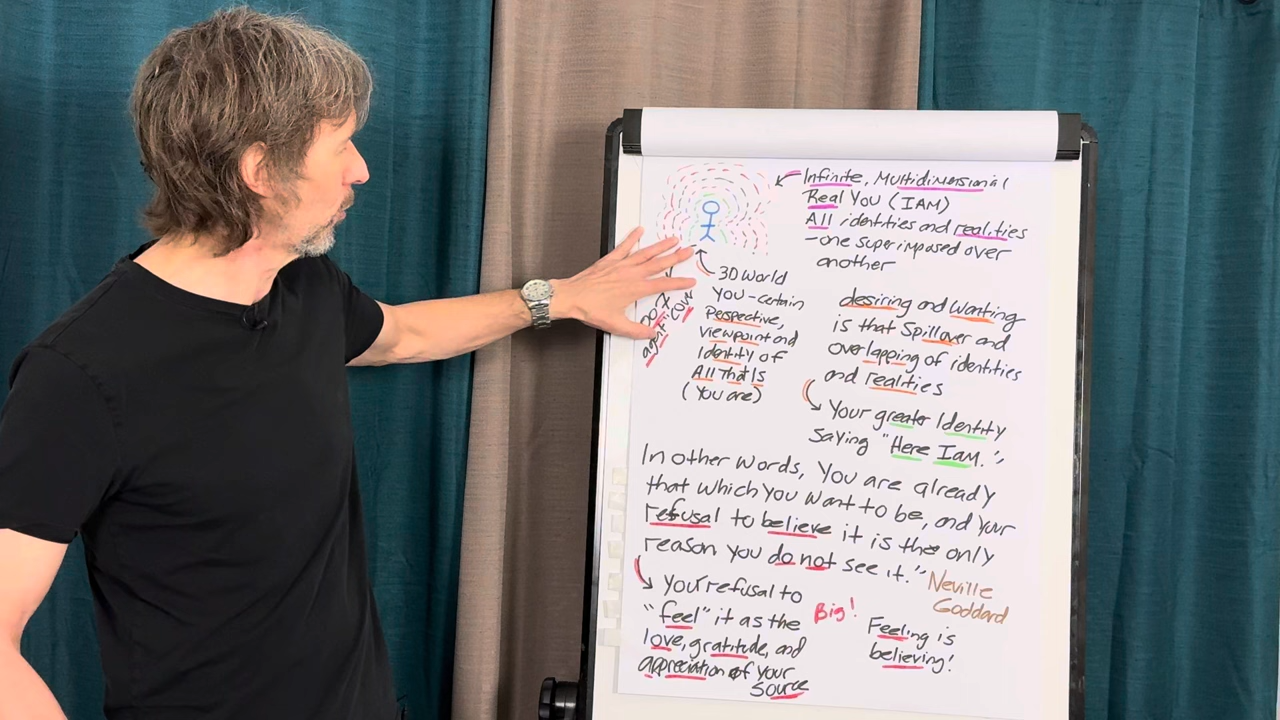 Infinite, Multidimensional
Real You (I AM)
All identities and realities
-one superimposed over
another
3D World
You-certain
Perspective,
viewpoint and
Identity of
All That Is
(You are)
not
agent
desiring and Wanting
is that Spillover and
overlapping of identities
and realties
Your greater Identity
saying "Here I am."
In other words, you are already
that which you want to be, and your
refusal to believe it is the only
reason you do not see it."
Neville
Goddard
your refusal to
"feel" it as the
love, gratitude, and
appreciation of your
Source
Big!
Feeling is
believing!